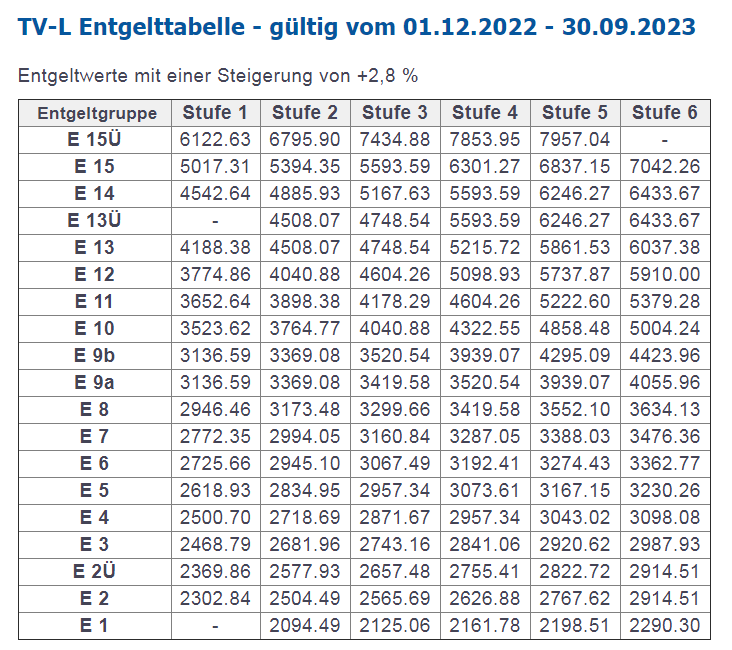 TV-L Entgelttabelle - gültig vom 01.12.2022 - 30.09.2023
Entgeltwerte mit einer Steigerung von +2,8 %
Entgeltgruppe Stufe 1 Stufe 2 Stufe 3 Stufe 4 Stufe 5 Stufe 6
E 15Ü 6122.63 6795.90 7434.88 7853.95 7957.04 -
E 15 5017.31 5394.35 5593.59 6301.27 6837.15 7042.26
E 14 4542.64 4885.93 5167.63 5593.59 6246.27 6433.67
E 13Ü - 4508.07 4748.54 5593.59 6246.27 6433.67
E 13 4188.38 4508.07 4748.54 5215.72 5861.53 6037.38
E 12 3774.86 4040.88 4604.26 5098.93 5737.87 5910.00
E 11 3652.64 3898.38 4178.29 4604.26 5222.60 5379.28
E 10 3523.62 3764.77 4040.88 4322.55 4858.48 5004.24
E 9b 3136.59 3369.08 3520.54 3939.07 4295.09 4423.96
E 9a 3136.59 3369.08 3419.58 3520.54 3939.07 4055.96
E 8 2946.46 3173.48 3299.66 3419.58 3552.10 3634.13
E 7 2772.35 2994.05 3160.84 3287.05 3388.03 3476.36
E 6 2725.66 2945.10 3067.49 3192.41 3274.43 3362.77
E 5 2618.93 2834.95 2957.34 3073.61 3167.15 3230.26
E 4 2500.70 2718.69 2871.67 2957.34 3043.02 3098.08
E 3 2468.79 2681.96 2743.16 2841.06 2920.62 2987.93
E 2Ü 2369.86 2577.93 2657.48 2755.41 2822.72 2914.51
E 2 2302.84 2504.49 2565.69 2626.88 2767.62 2914.51
E 1 - 2094.49 2125.06 2161.78 2198.51 2290.30